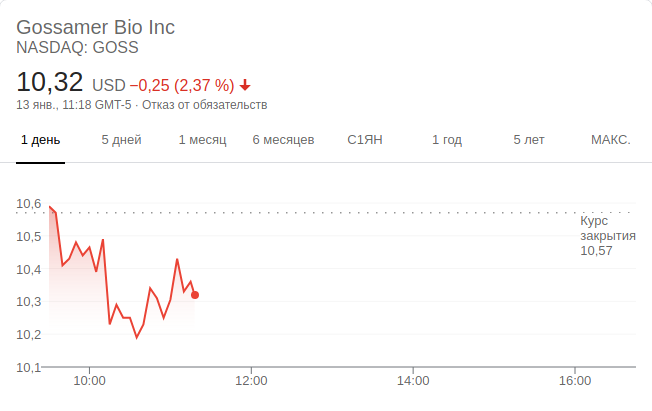 Gossamer Bio Inc
NASDAQ: GOSS
10,32 USD −0,25 (2,37 %)
13 янв., 11:18 GMT-5 · Отказ от обязательств
1 день 5 дней 1 месяц 6 месяцев С1ЯН 1 год 5 лет МАКС.
10,6
Курс
закрытия
10,57
10,5
10,4
10,3
10,2
10,1
10:00 12:00 14:00 16:00